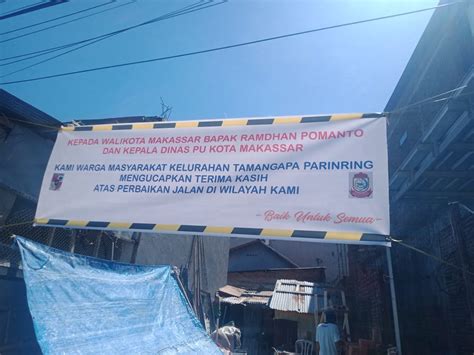 KEPADA WALIKOTA MAKASSAR BAPAK RAMDHAN POMANTO
DAN KEPALA DINAS PU KOTA MAKASSAR
KAMI WARGA MASYARAKAT KELURAHAN TAMANGAPA PARINRING
MENGUCAPKAN TERIMA KASIH
ATAS PERBAIKAN JALAN DI WILAYAH KAMI
- Baik Untuk Semua -